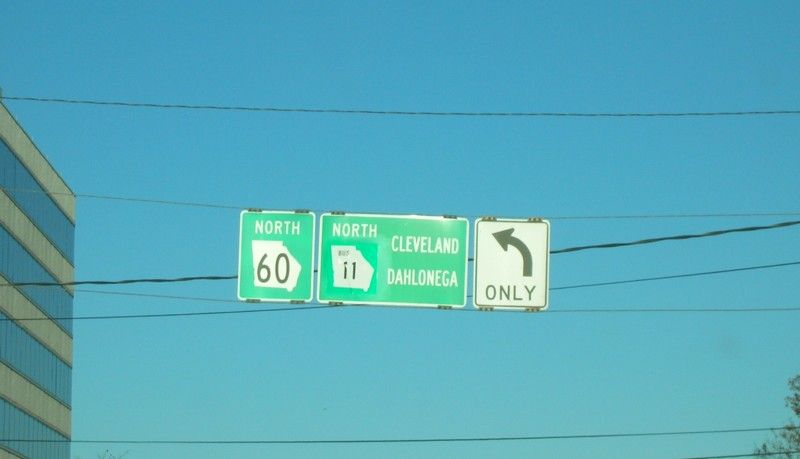 NORTH
60
NORTH
BUS
11
CLEVELAND
DAHLONEGA
ONLY